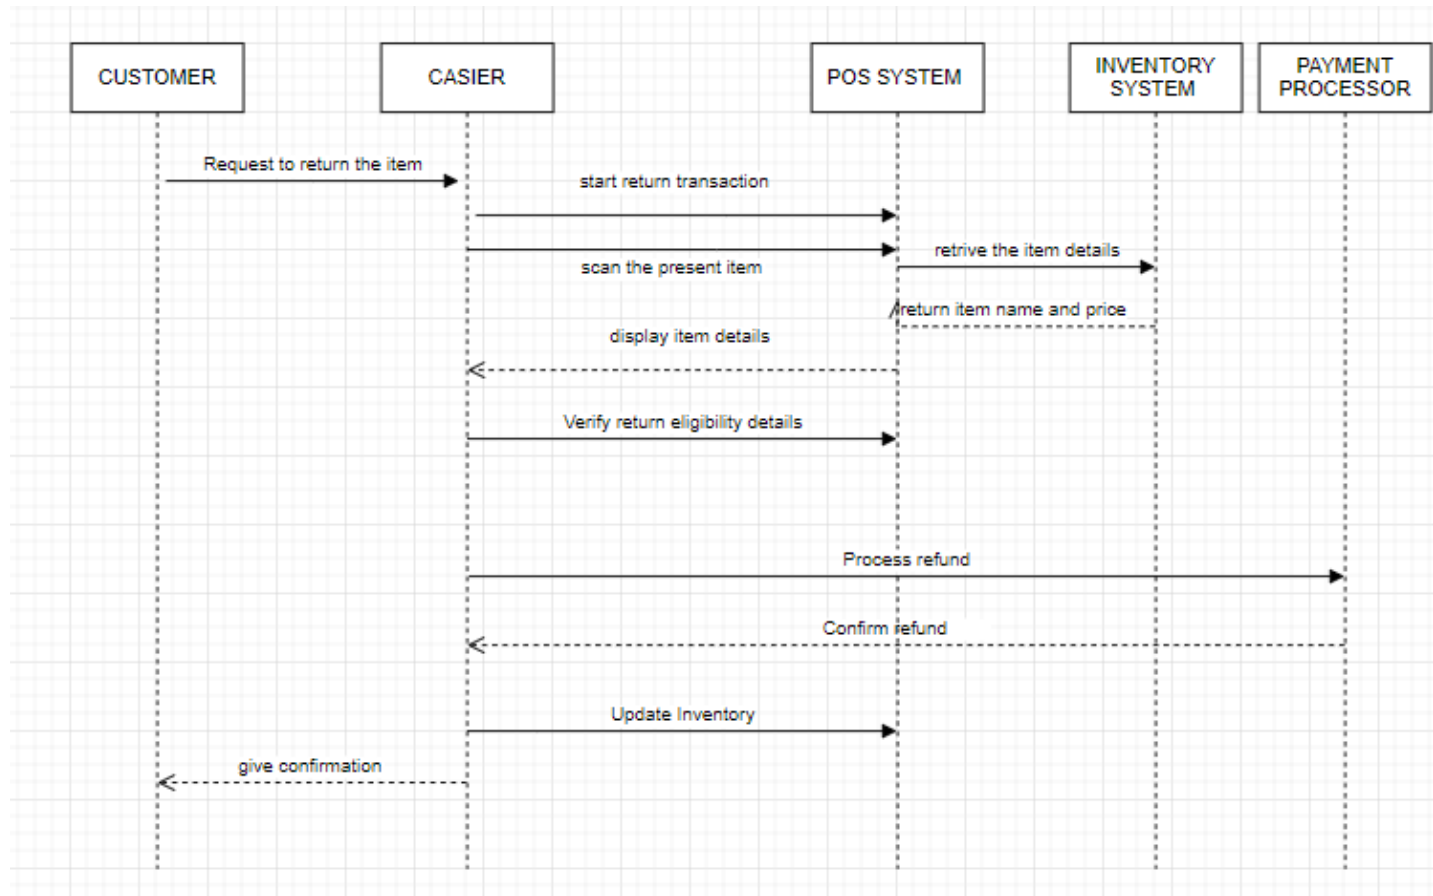 CUSTOMER
CASIER
POS SYSTEM
INVENTORY
SYSTEM
PAYMENT
PROCESSOR
Request to return the item
start return transaction
retrive the item details
scan the present item
return item name and price
display item details
Verify return eligibility details
Process refund
Confirm refund
Update Inventory
give confirmation